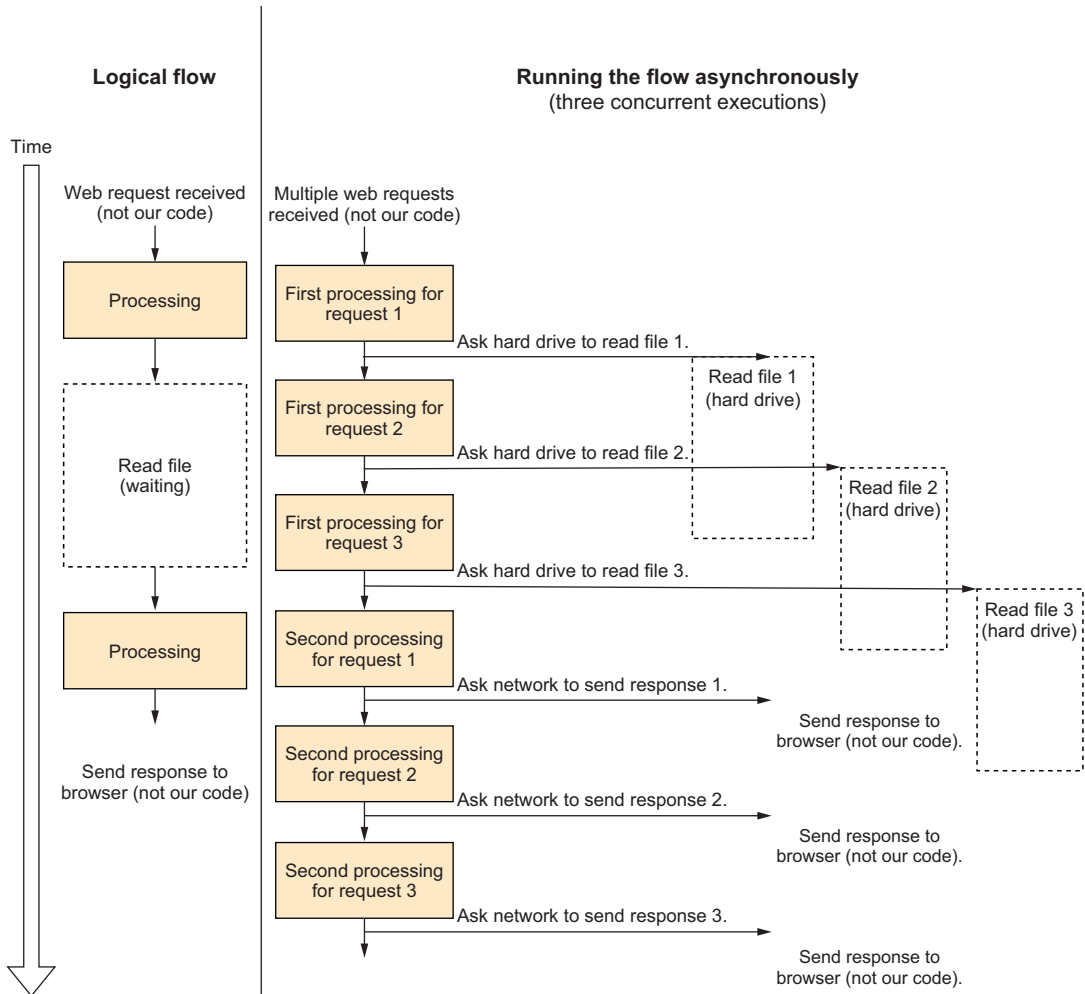 Logical flow
Running the flow asynchronously
(three concurrent executions)
Time
Web request received
(not our code)
Processing
Read file
(waiting)
Processing
Send response to
browser (not our code)
Multiple web requests
received (not our code)
First processing for
request 1
Ask hard drive to read file 1.
Read file 1
(hard drive)
First processing for
request 2
Ask hard drive to read file 2.
Read file 2
(hard drive)
First processing for
request 3
Ask hard drive to read file 3.
Read file 3
(hard drive)
Second processing
for request 1
Ask network to send response 1.
Send response to
browser (not our code).
Second processing
for request 2
Ask network to send response 2.
Send response to
browser (not our code).
Second processing
for request 3
Ask network to send response 3.
Send response to
browser (not our code).